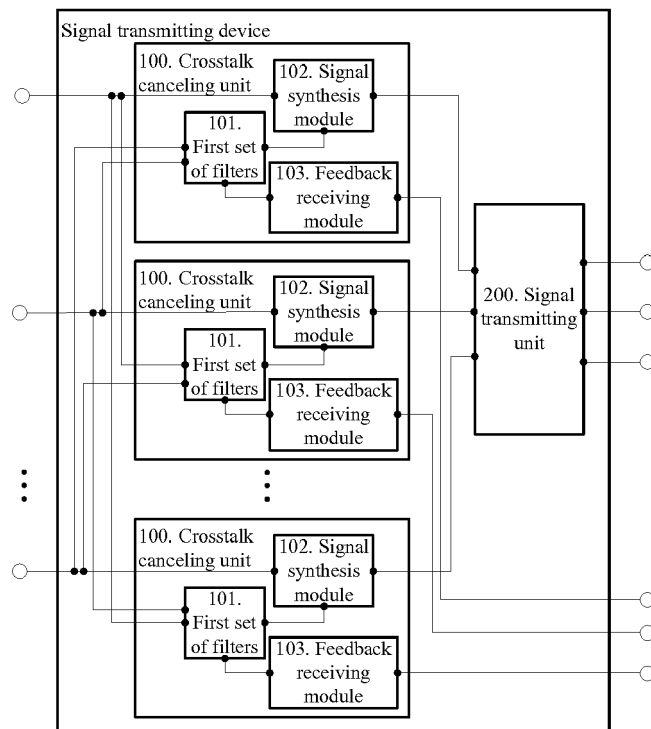 Signal transmitting device
100. Crosstalk
canceling unit
102. Signal
synthesis
module
101.
First set
of filters
103. Feedback
receiving
module
100. Crosstalk
canceling unit
102. Signal
synthesis
module
101.
First set
of filters
103. Feedback
receiving
module
200. Signal
transmitting
unit
100. Crosstalk
canceling unit
102. Signal
synthesis
module
101.
First set
of filters
103. Feedback
receiving
module